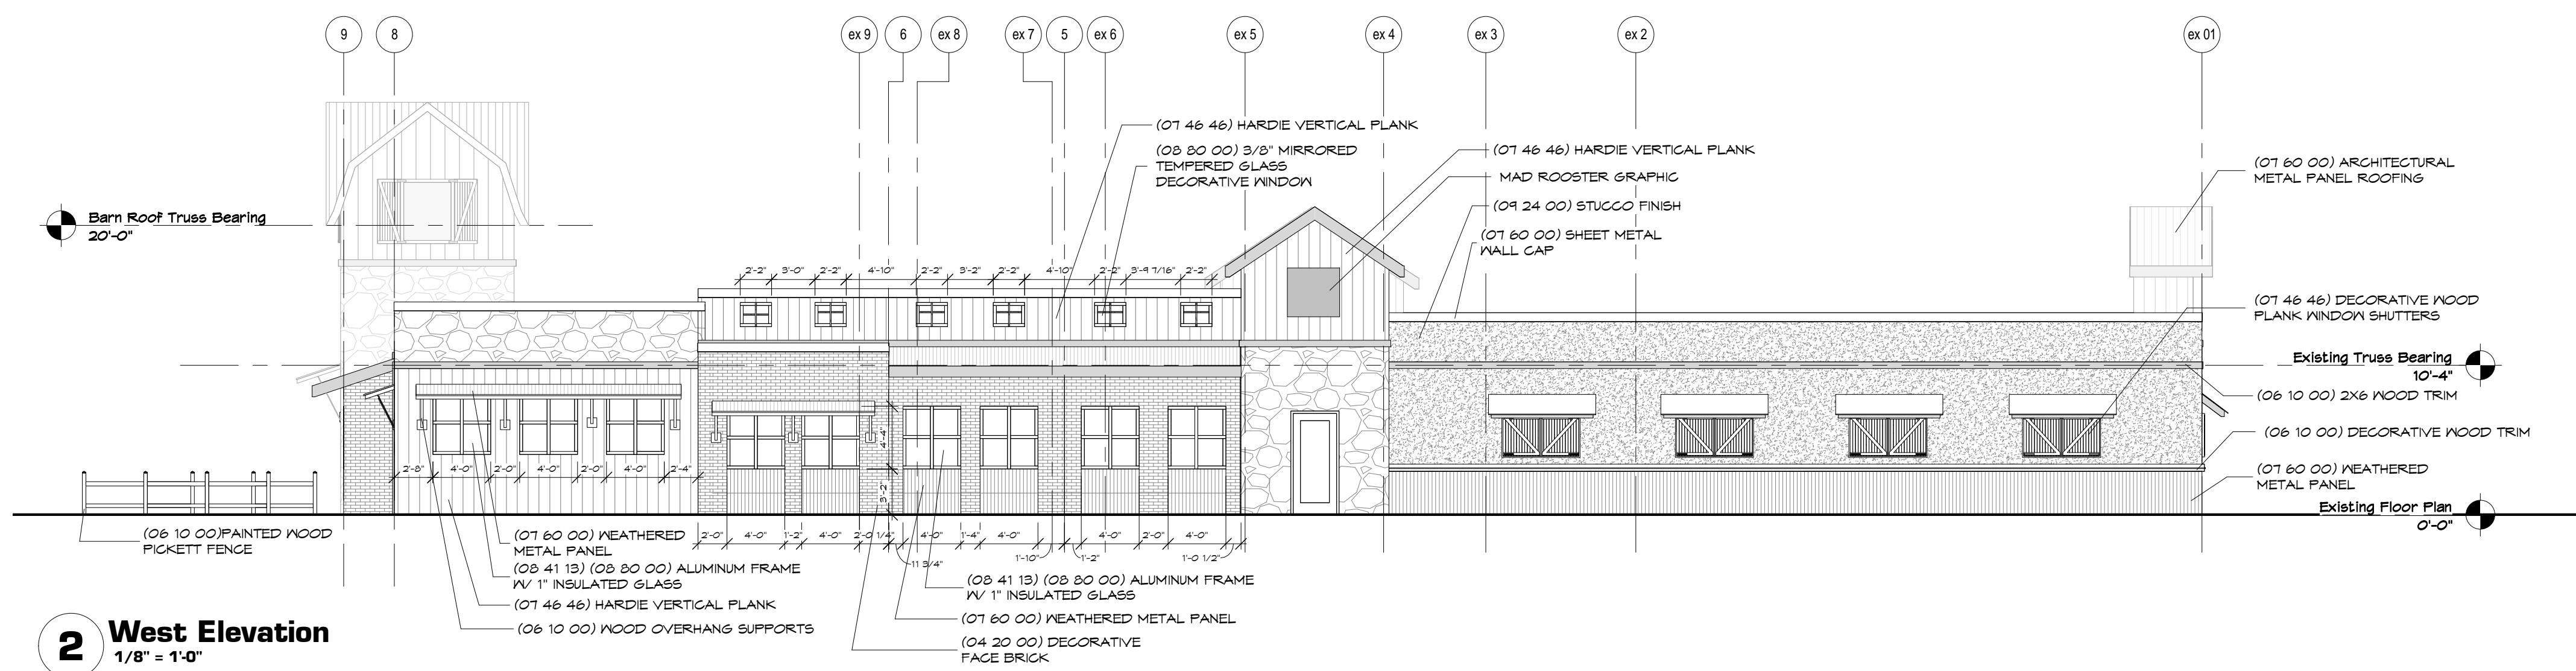 9
8
ex 9
6
ex 8
ex 7
5
ex 6
ex 5
ex 4
ex 3
ex 2
ex 01
(07 46 46) HARDIE VERTICAL PLANK
(08 80 00) 3/8" MIRRORED
TEMPERED GLASS
DECORATIVE WINDOW
(07 46 46) HARDIE VERTICAL PLANK
MAD ROOSTER GRAPHIC
(09 24 00) STUCCO FINISH
(07 60 00) SHEET METAL
WALL CAP
(07 60 00) ARCHITECTURAL
METAL PANEL ROOFING
Barn Roof Truss Bearing
20'-0"
2'-2"
3'-0"
2'-2"
4'-10"
2'-2"
3'-2"
2'-2"
4'-10"
2'-2"
3'-9 7/16"
2'-2"
(07 46 46) DECORATIVE WOOD
PLANK WINDOW SHUTTERS
Existing Truss Bearing
10'-4"
(06 10 00) 2X6 WOOD TRIM
(06 10 00) DECORATIVE WOOD TRIM
(07 60 00) WEATHERED
METAL PANEL
Existing Floor Plan
0'-0"
4'-4"
3'-2"
2'-8"
4'-0"
2'-0"
4'-0"
2'-0"
4'-0"
2'-4"
2'-0"
4'-0"
1'-2"
4'-0"
2'-0 1/4"
11 3/4"
4'-0"
1'-4"
4'-0"
1'-10"
1'-2"
4'-0"
2'-0"
4'-0"
1'-0 1/2"
(06 10 00)PAINTED WOOD
PICKETT FENCE
(07 60 00) WEATHERED
METAL PANEL
(08 41 13) (08 80 00) ALUMINUM FRAME
W/ 1" INSULATED GLASS
(07 46 46) HARDIE VERTICAL PLANK
(06 10 00) WOOD OVERHANG SUPPORTS
(08 41 13) (08 80 00) ALUMINUM FRAME
W/ 1" INSULATED GLASS
(07 60 00) WEATHERED METAL PANEL
(04 20 00) DECORATIVE
FACE BRICK
2
West Elevation
1/8" = 1'-0"